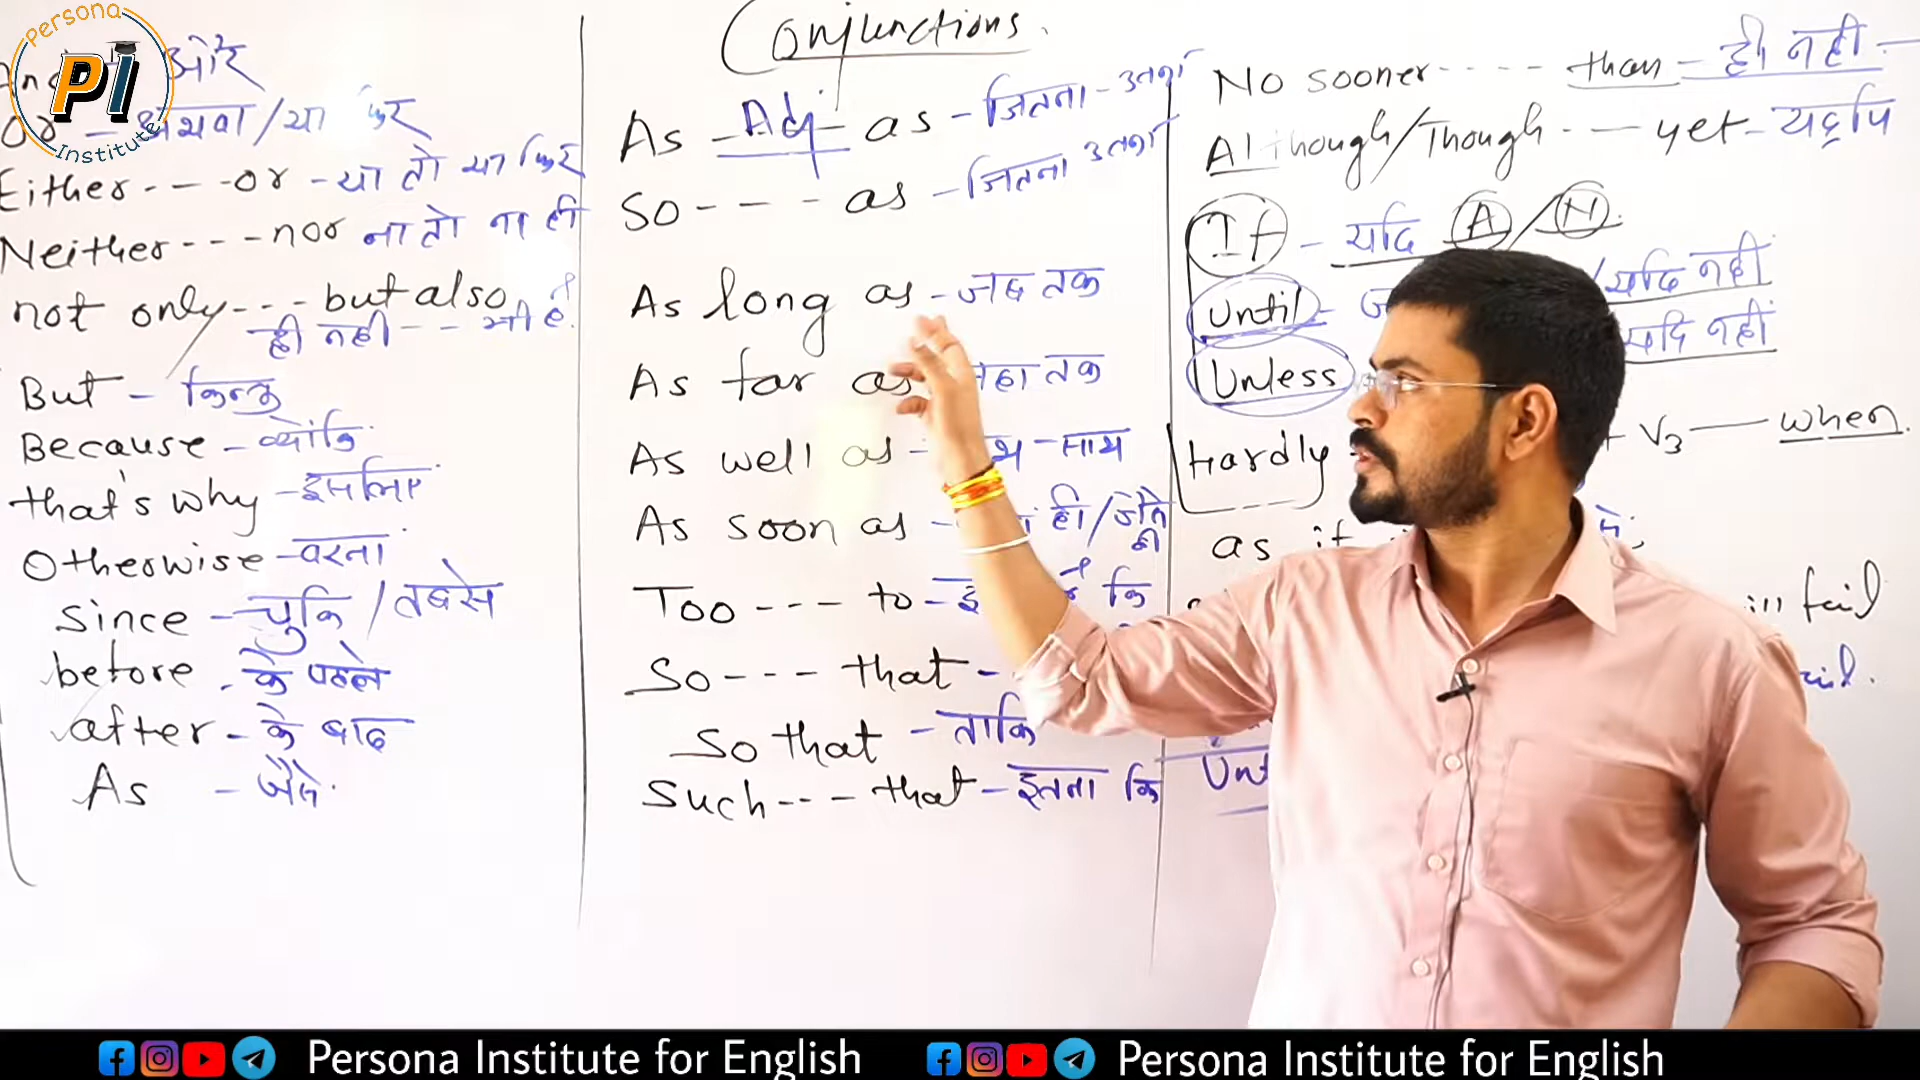 Persona
PI
Institute
Conjunctions.
और
Or - अथवा/या फिर
Either --- or - या तो या फिर
Neither --- nor ना तो ना ही
not only --- but also
ही नहीं --- भी है.
But - किन्तु
Because - क्योंकि
that's why - इसलिए
Otherwise - वरना
Since - चुकि / तबसे
before - के पहले
after - के बाद
As - जैसे
As - Adj - as - जितना - उतना
So ---- as - जितना उतना
As long as - जब तक
As far as तक
As well as - साथ
As soon as - ही/जैसे ही
Too --- to - कि
So --- that -
So that - ताकि
Such --- that - इतना कि
No sooner ---- than - ही नहीं -
Although/Though -- yet - यद्यपि
If - यदि A/N
Until - /यदि नहीं
Unless यदि नहीं
Hardly + V3 — when
as if
fail
Persona Institute for English
Persona Institute for English